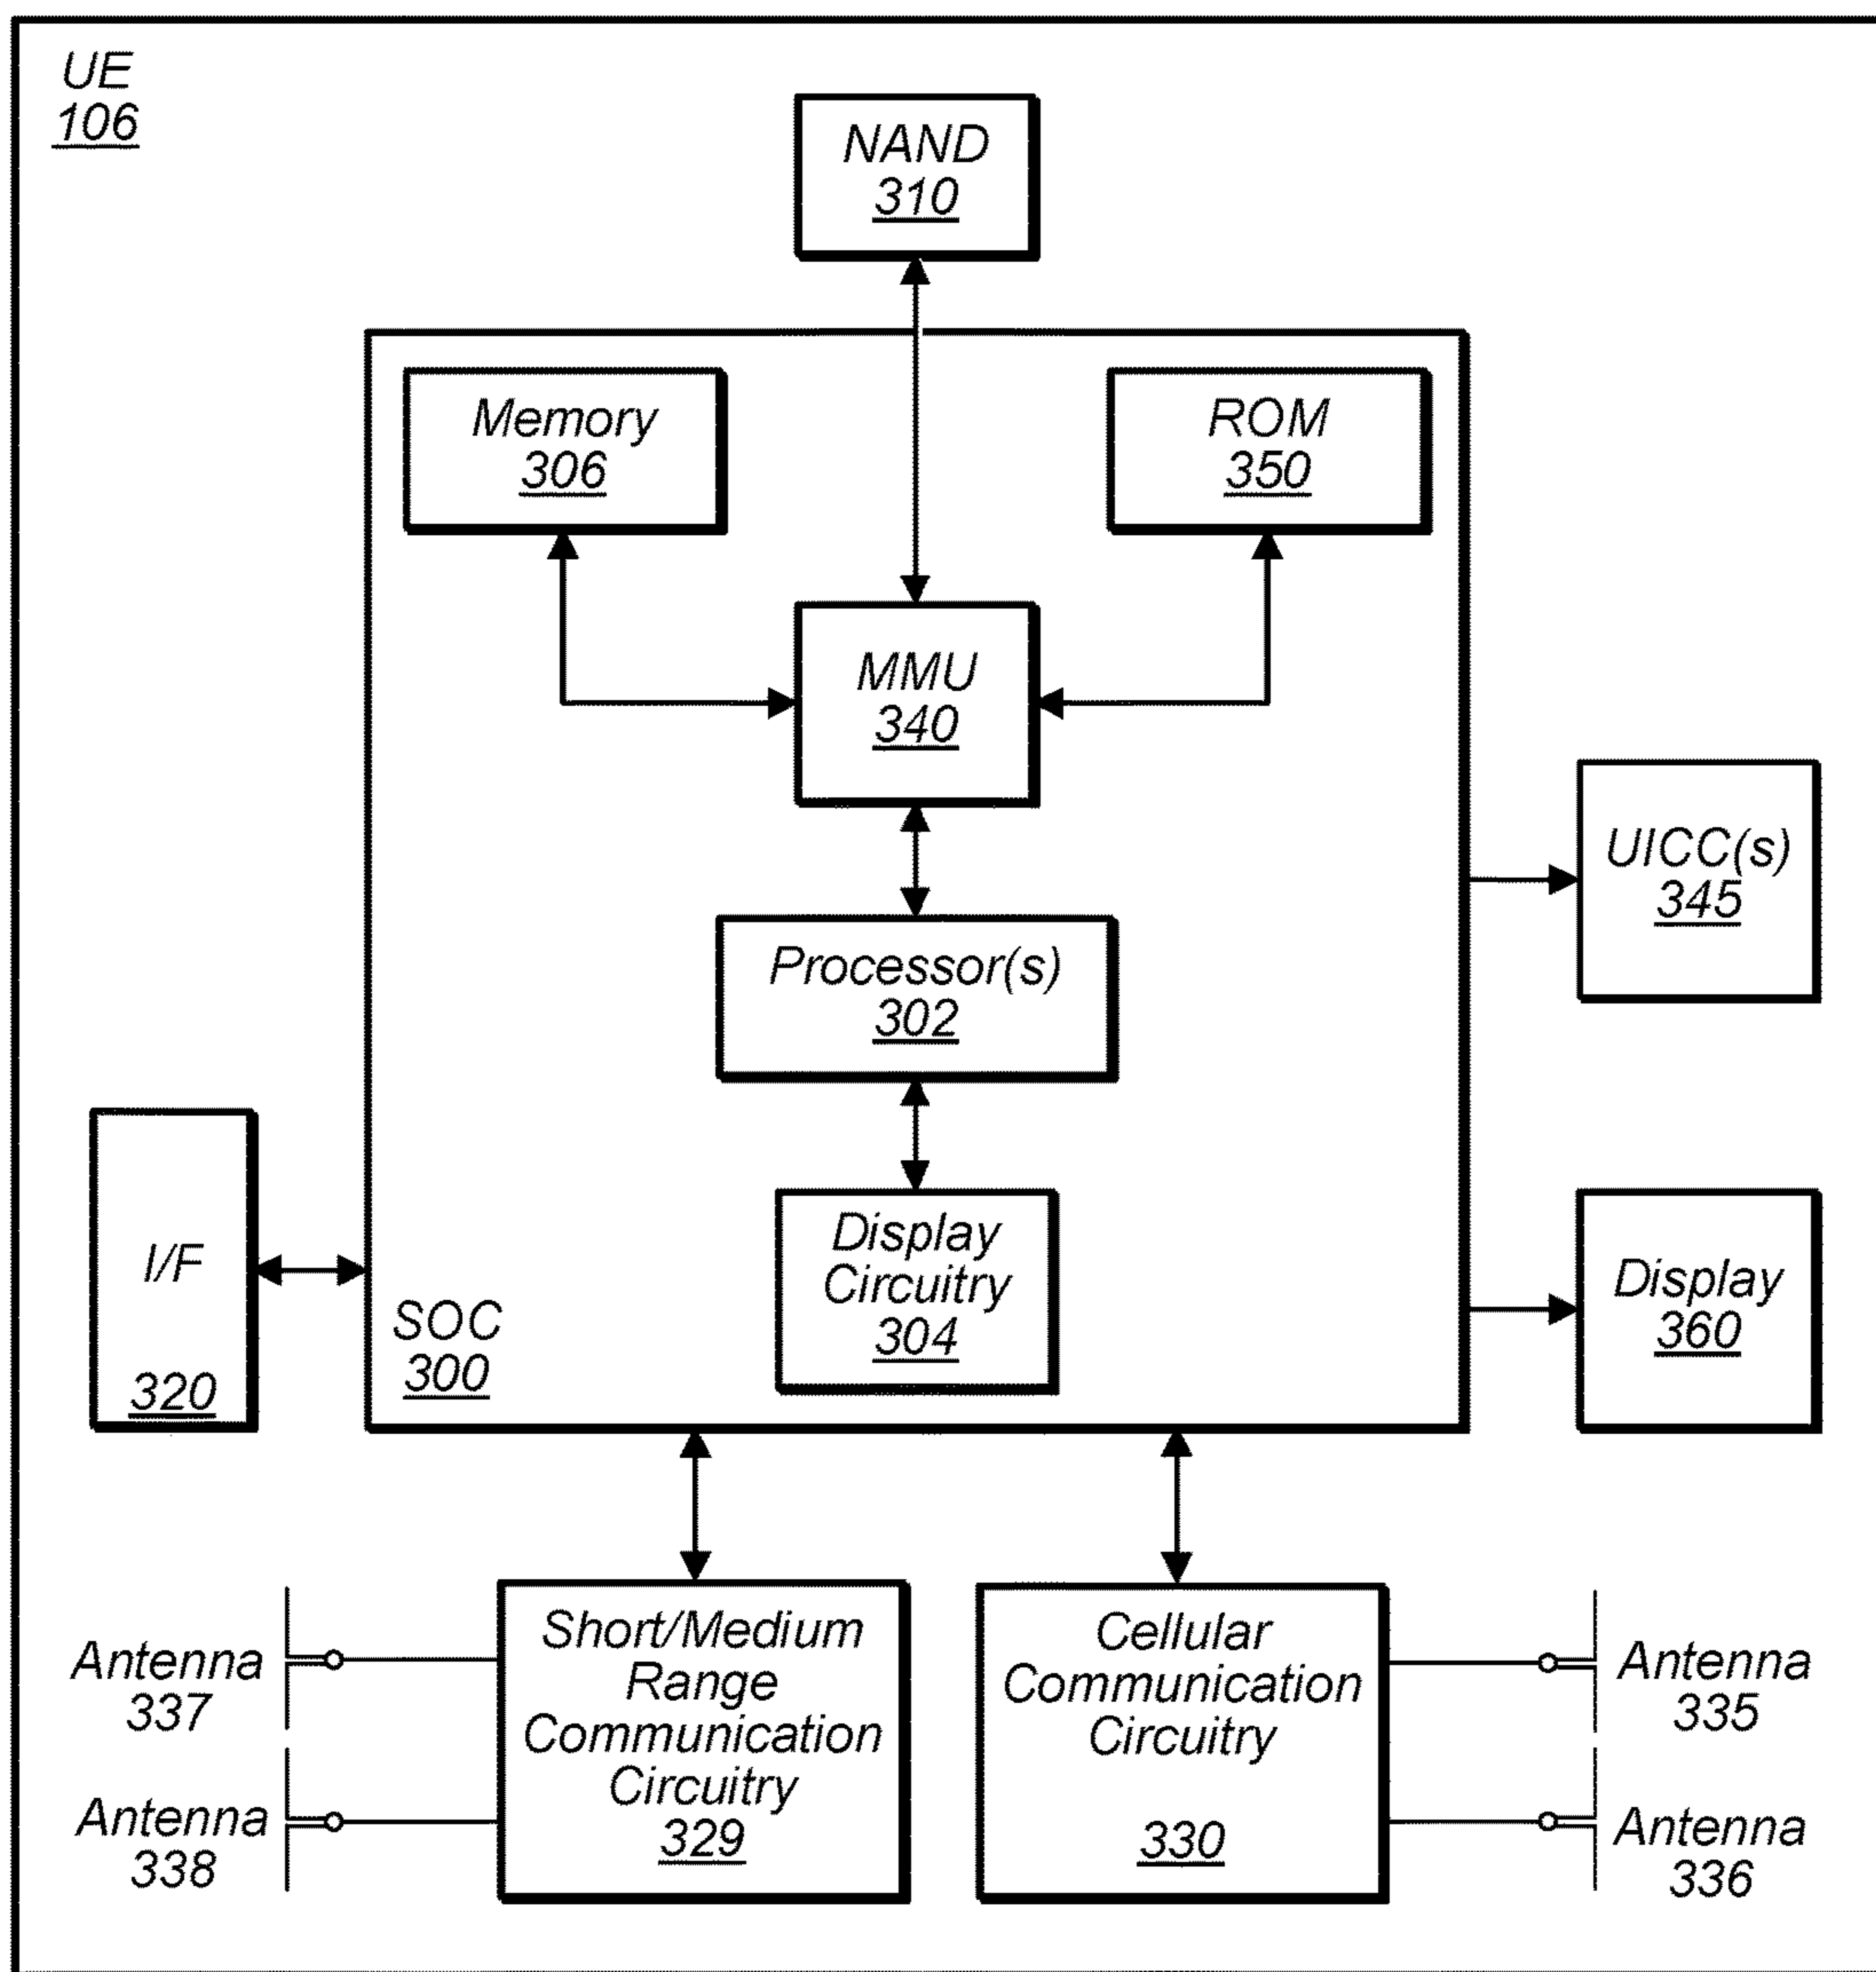 UE
106
NAND
310
Memory
306
ROM
350
MMU
340
UICC(s)
345
Processor(s)
302
I/F
320
Display
Circuitry
304
SOC
300
Display
360
Short/Medium
Range
Communication
Circuitry
329
Cellular
Communication
Circuitry
330
Antenna
337
Antenna
338
Antenna
335
Antenna
336